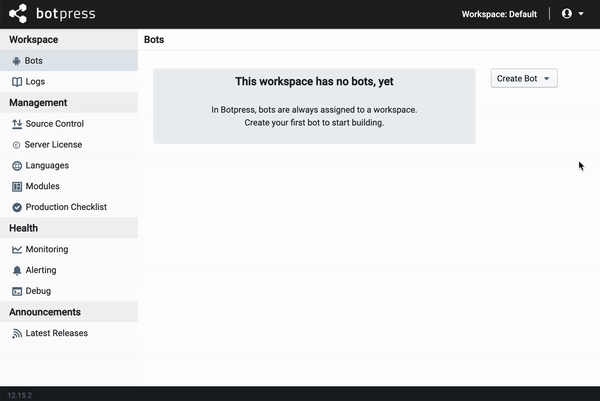 botpress
Workspace: Default
Workspace
Bots
Logs
Management
Source Control
Server License
Languages
Modules
Production Checklist
Health
Monitoring
Alerting
Debug
Announcements
Latest Releases
Bots
This workspace has no bots, yet
In Botpress, bots are always assigned to a workspace.
Create your first bot to start building.
Create Bot
12.15.2